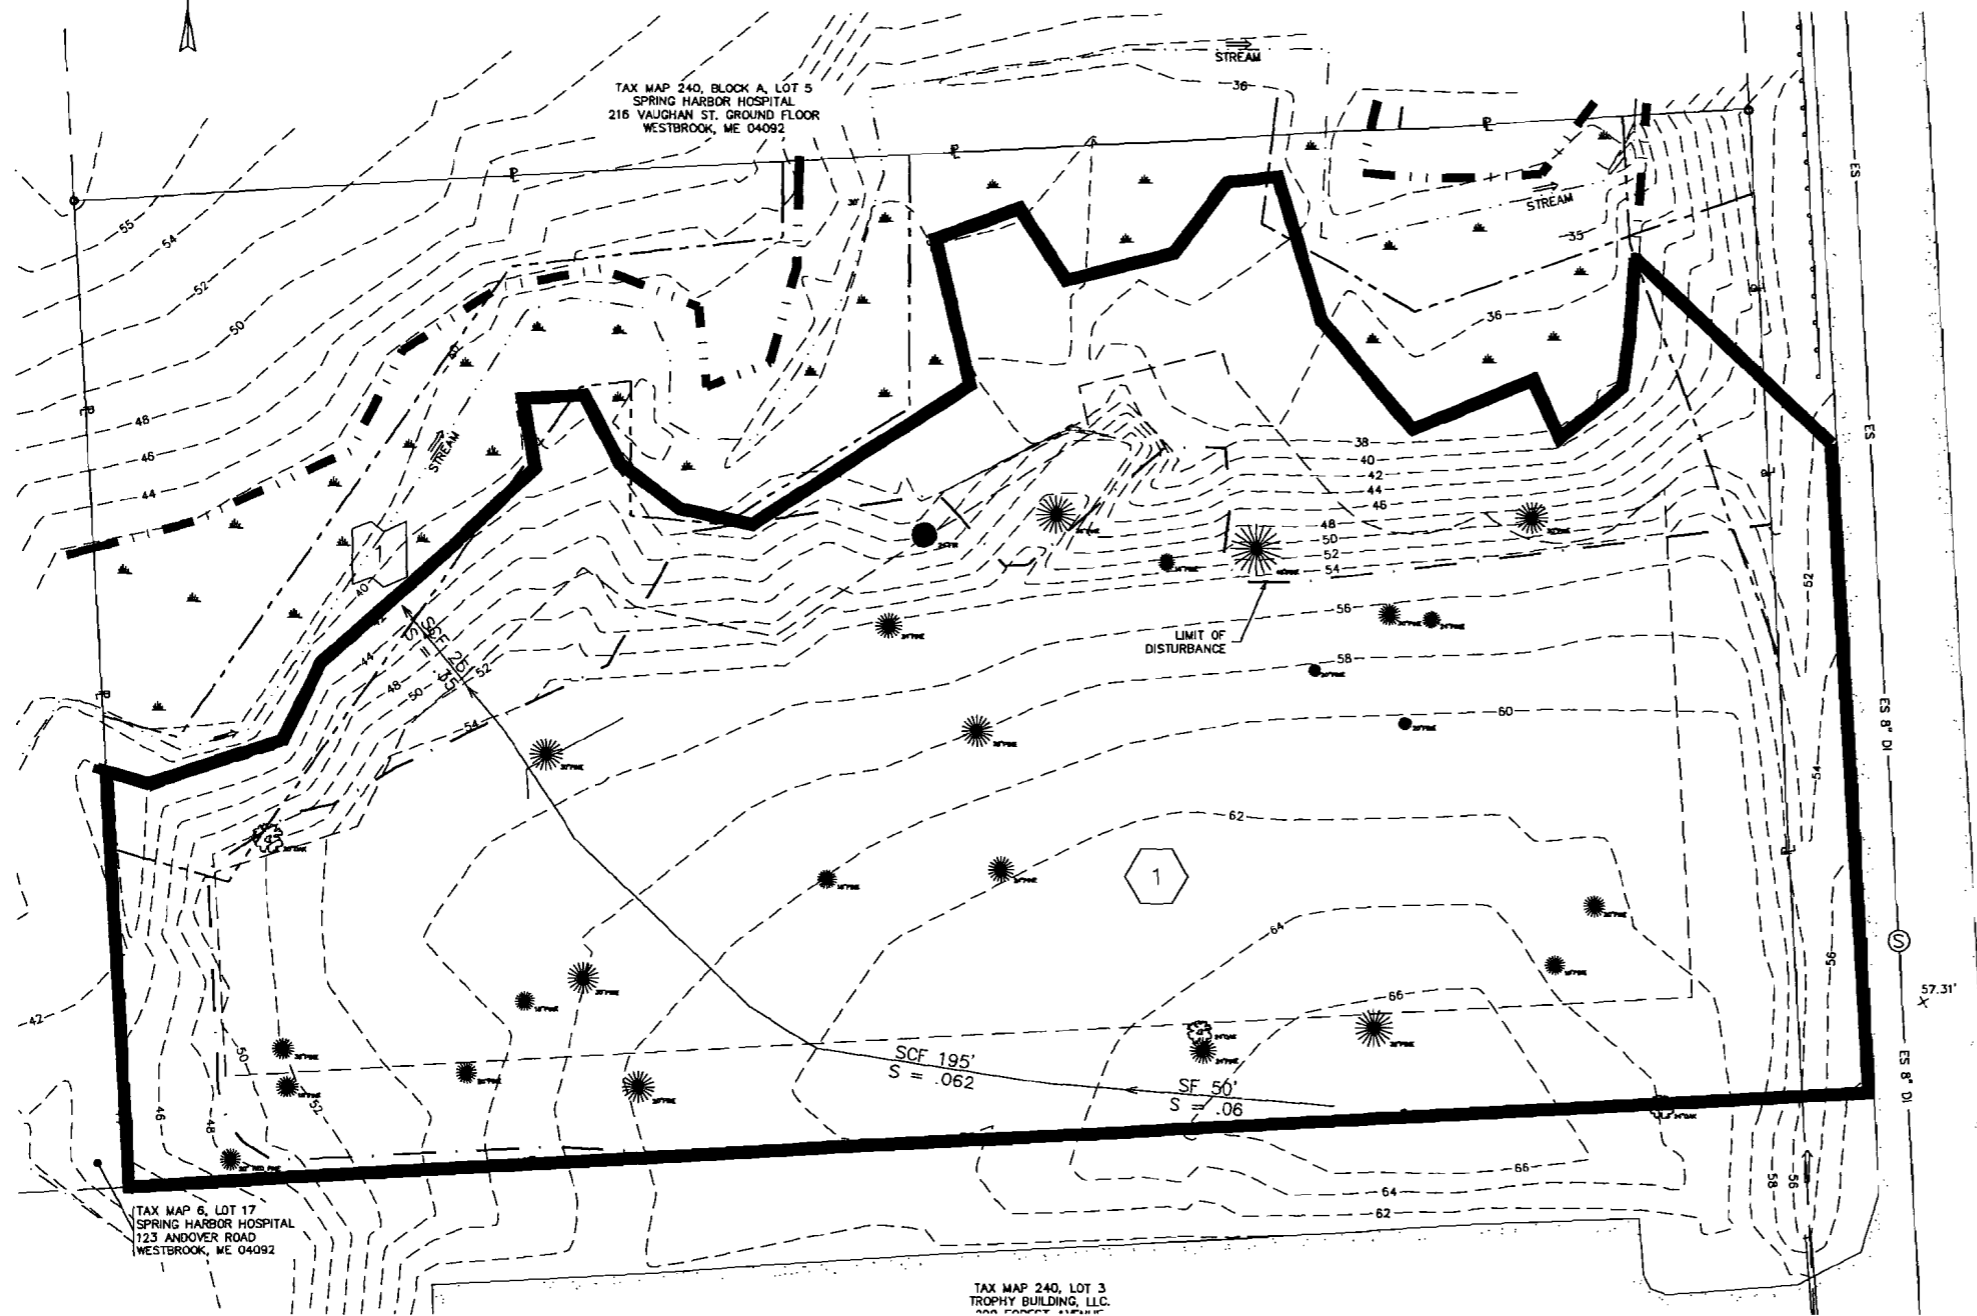 STREAM
36
TAX MAP 240, BLOCK A, LOT 5
SPRING HARBOR HOSPITAL
216 VAUGHAN ST. GROUND FLOOR
WESTBROOK, ME 04092
ES
STREAM
35
55
54
52
50
36
48
46
44
STREAM
ES
38
40
42
44
46
48
50
52
54
1
40
SCF 25'
S = .35
44
48
50
52
54
56
LIMIT OF
DISTURBANCE
58
60
52
ES 8" DI
54
62
1
64
66
56
S
57.31'
42
SCF 195'
S = .062
SF 50'
S = .06
ES 8" DI
50
52
46
48
66
64
62
58
56
TAX MAP 6, LOT 17
SPRING HARBOR HOSPITAL
123 ANDOVER ROAD
WESTBROOK, ME 04092
TAX MAP 240, LOT 3
TROPHY BUILDING, LLC.